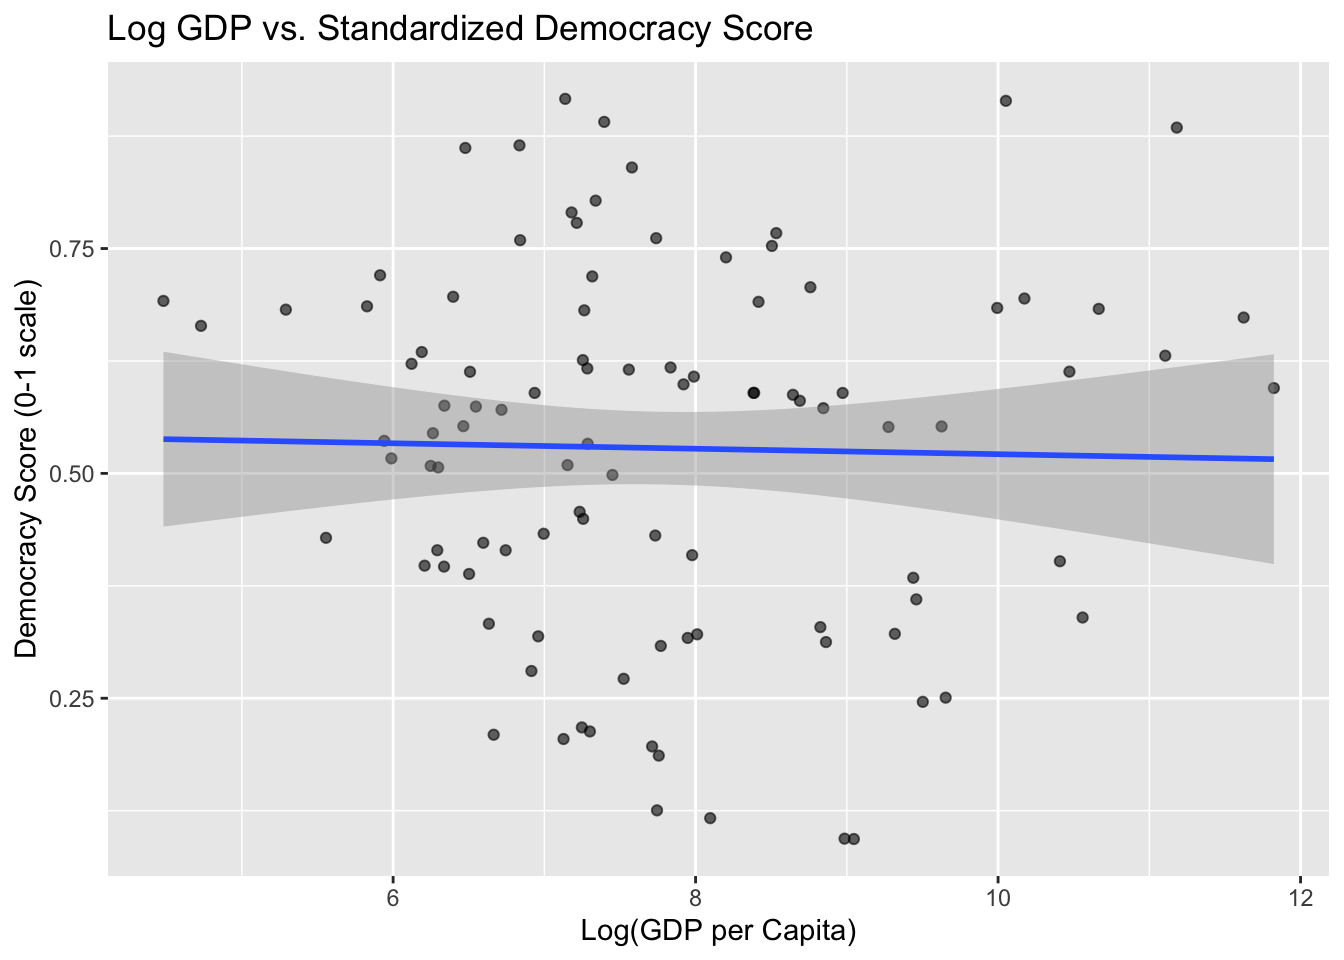 Log GDP vs. Standardized Democracy Score
Democracy Score (0-1 scale)
0.75
0.50
0.25
6 8 10 12
Log(GDP per Capita)